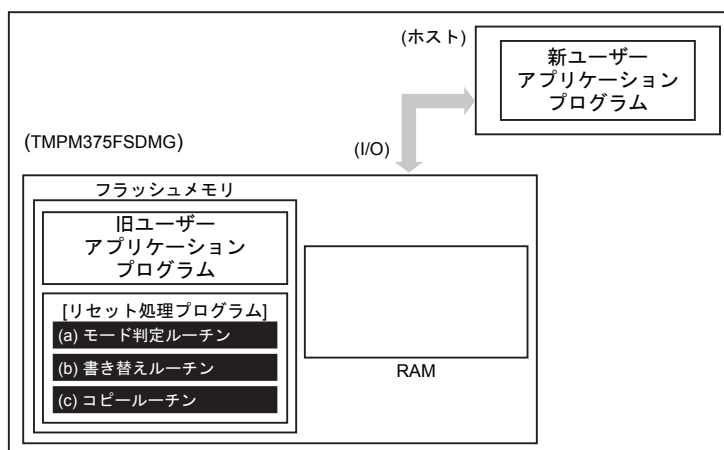 (ホスト)
新ユーザー
アプリケーション
プログラム
(TMPM375FSDMG)
(I/O)
フラッシュメモリ
旧ユーザー
アプリケーション
プログラム
[リセット処理プログラム]
(a) モード判定ルーチン
(b) 書き替えルーチン
(c) コピールーチン
RAM